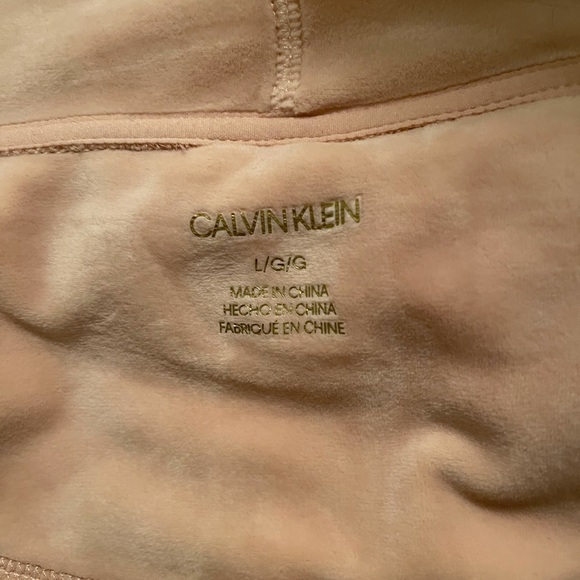 CALVIN KLEIN
L/G/G
MADE IN CHINA
HECHO EN CHINA
FABRIQUÉ EN CHINE